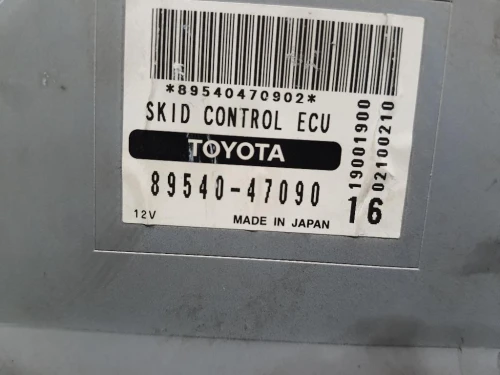 *89540470902*
SKID CONTROL ECU
TOYOTA
89540-47090
12V
MADE IN JAPAN
16
19001900
02100210